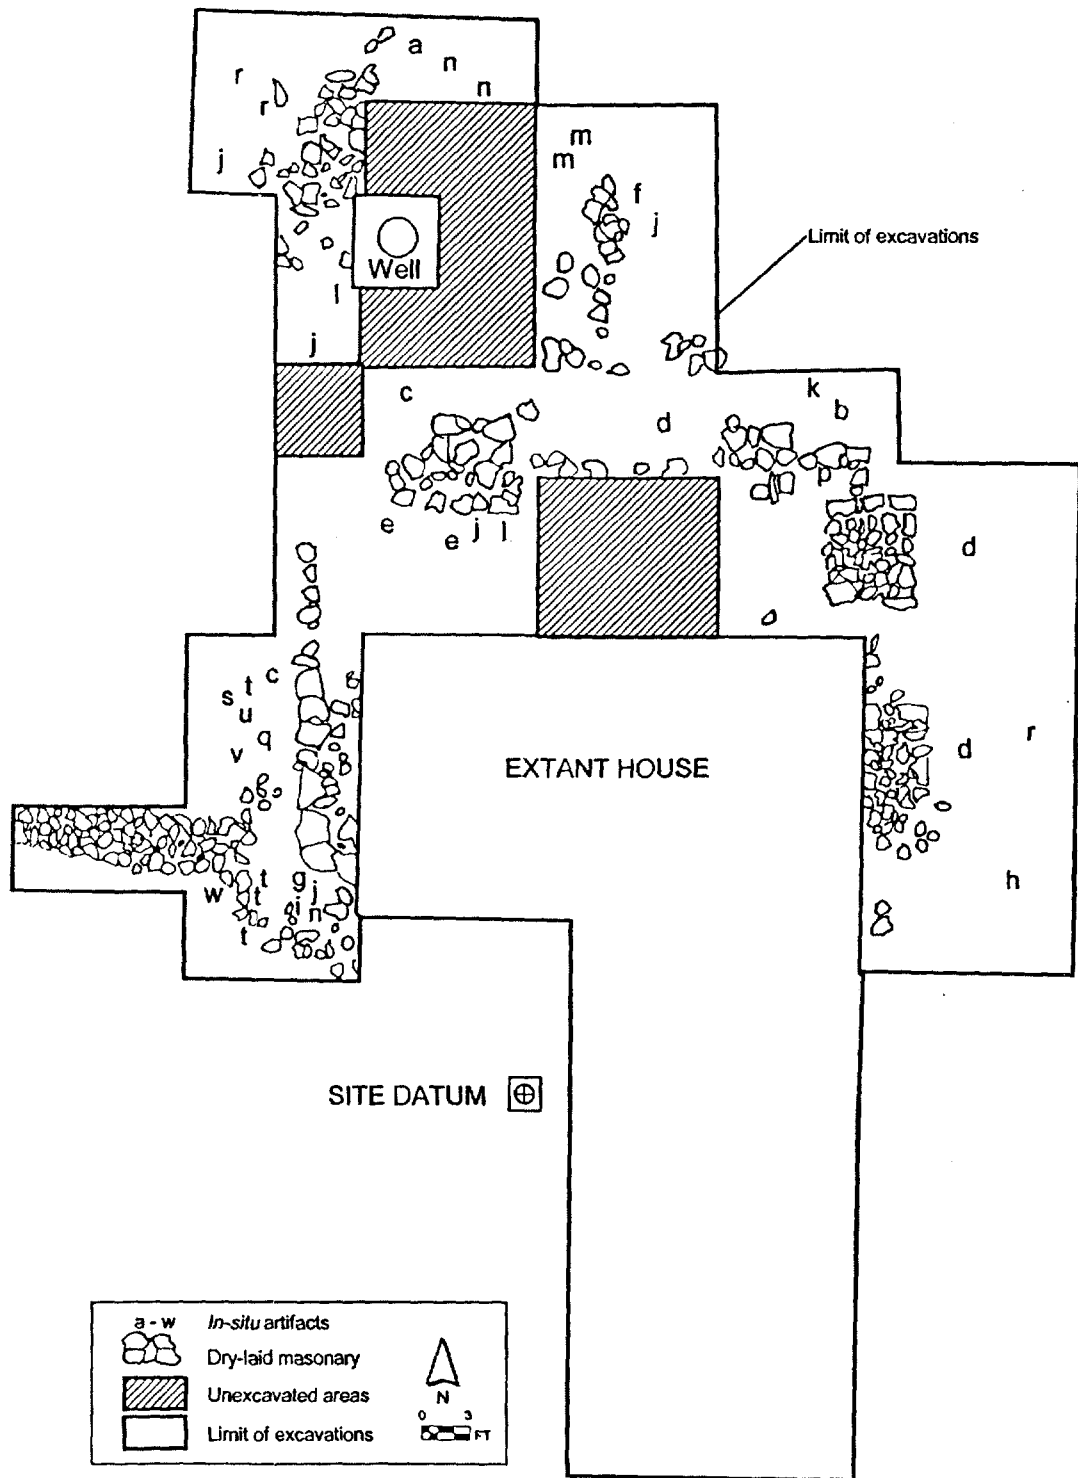 a
n
r
n
r
m
j
m
f
j
Limit of excavations
Well
l
j
k
c
b
d
p
e
j
l
e
d
c
t
s
u
q
r
v
d
EXTANT HOUSE
t
g
h
w
t
j
i
n
t
SITE DATUM
a - w In-situ artifacts
Dry-laid masonary
Unexcavated areas
N
Limit of excavations
0 3
FT